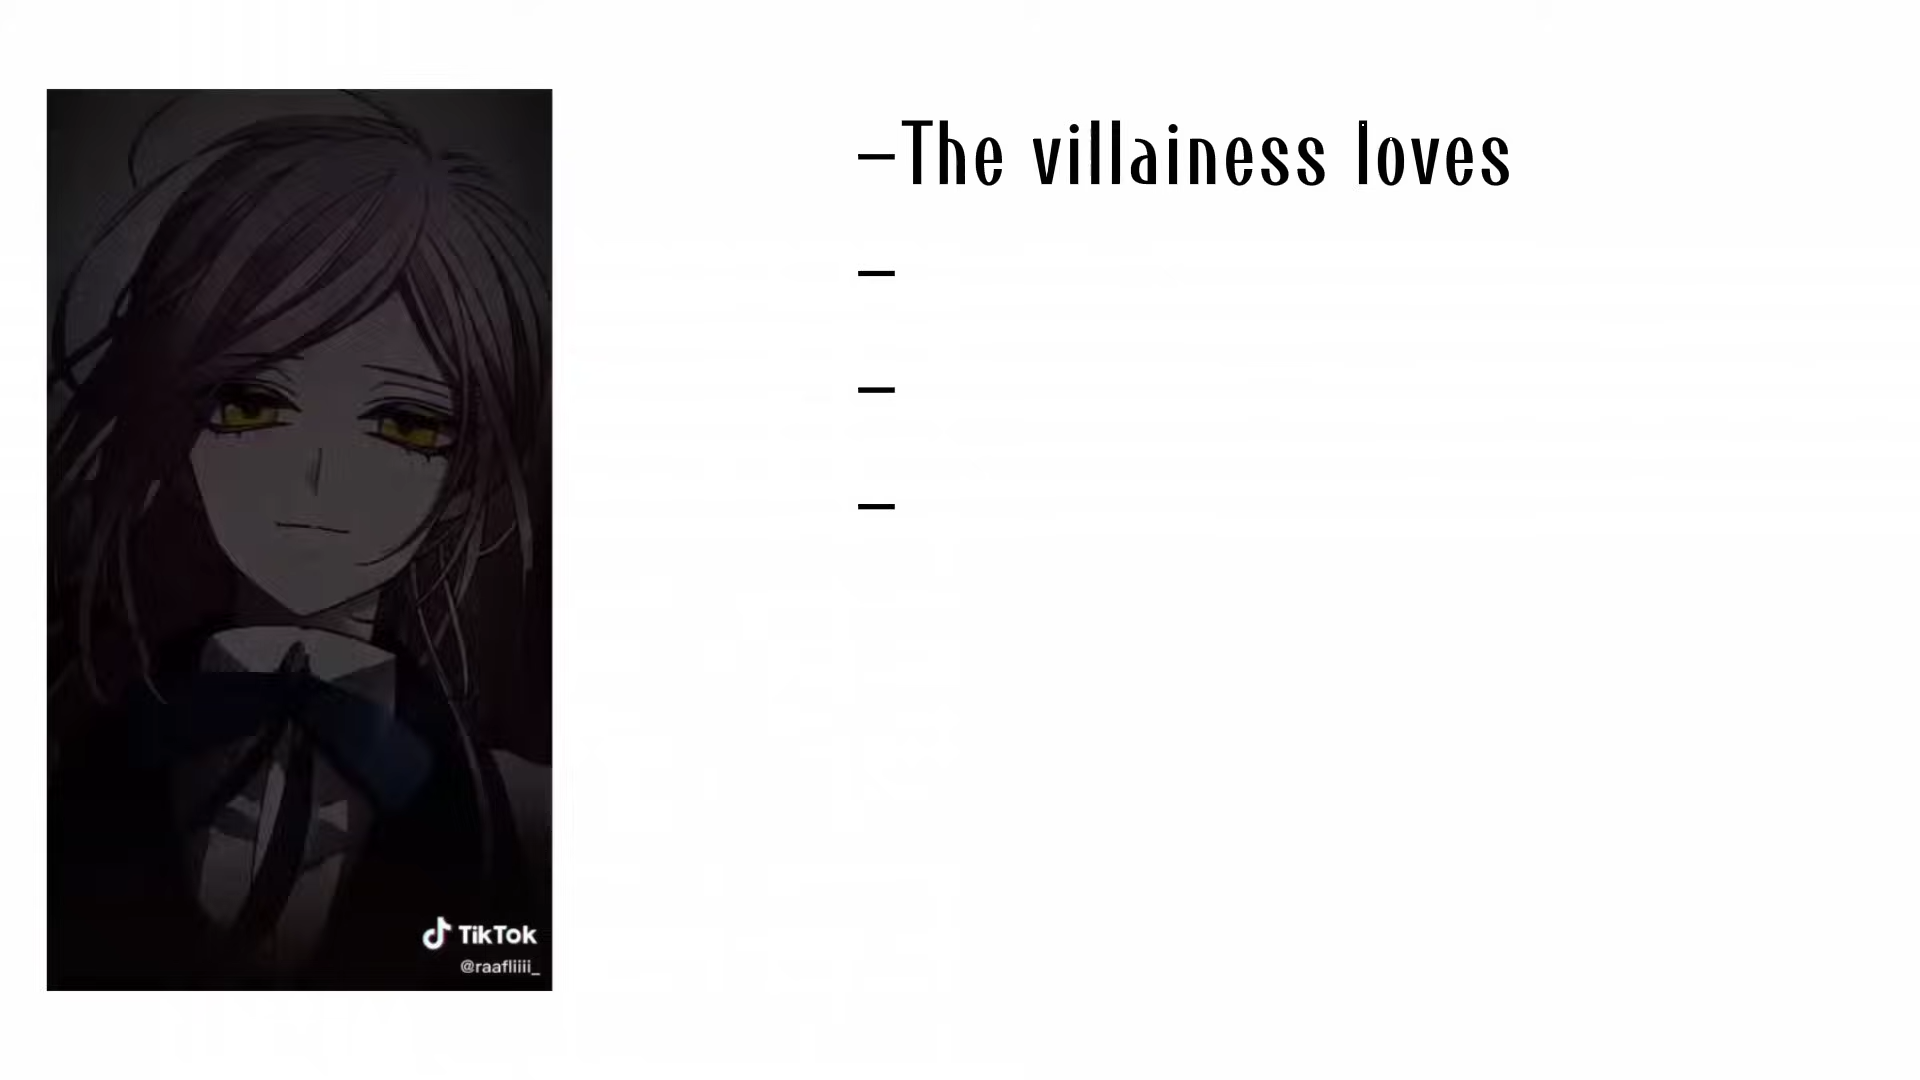 –The villainess loves
–
–
–
TikTok
@raafliiii_